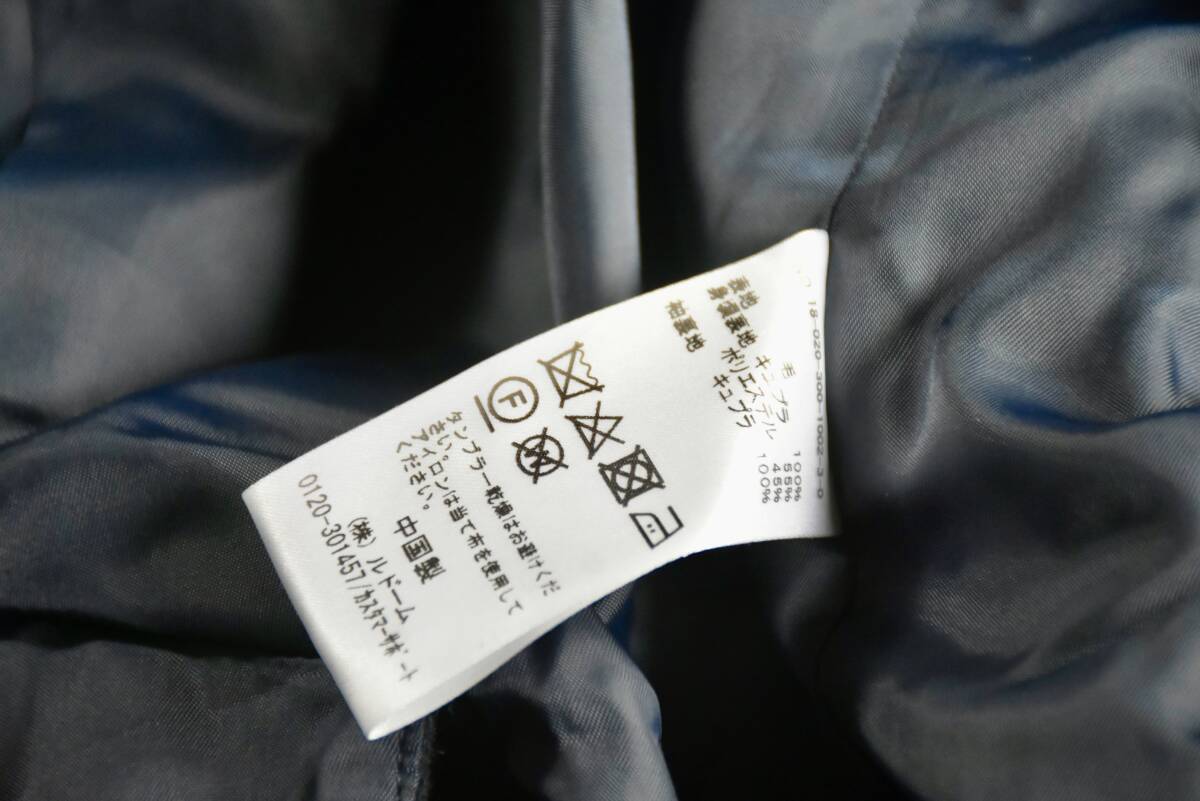 18-020-300-1002-3-0
表地 毛 100%
身頃裏地 キュプラ 55%
ポリエステル 45%
袖裏地 キュプラ 100%
F
タンブラー乾燥はお避けくだ
さい。
アイロンは当て布を使用して
ください。
中国製
(株)ルドーム
0120-301457/カスタマーサポート